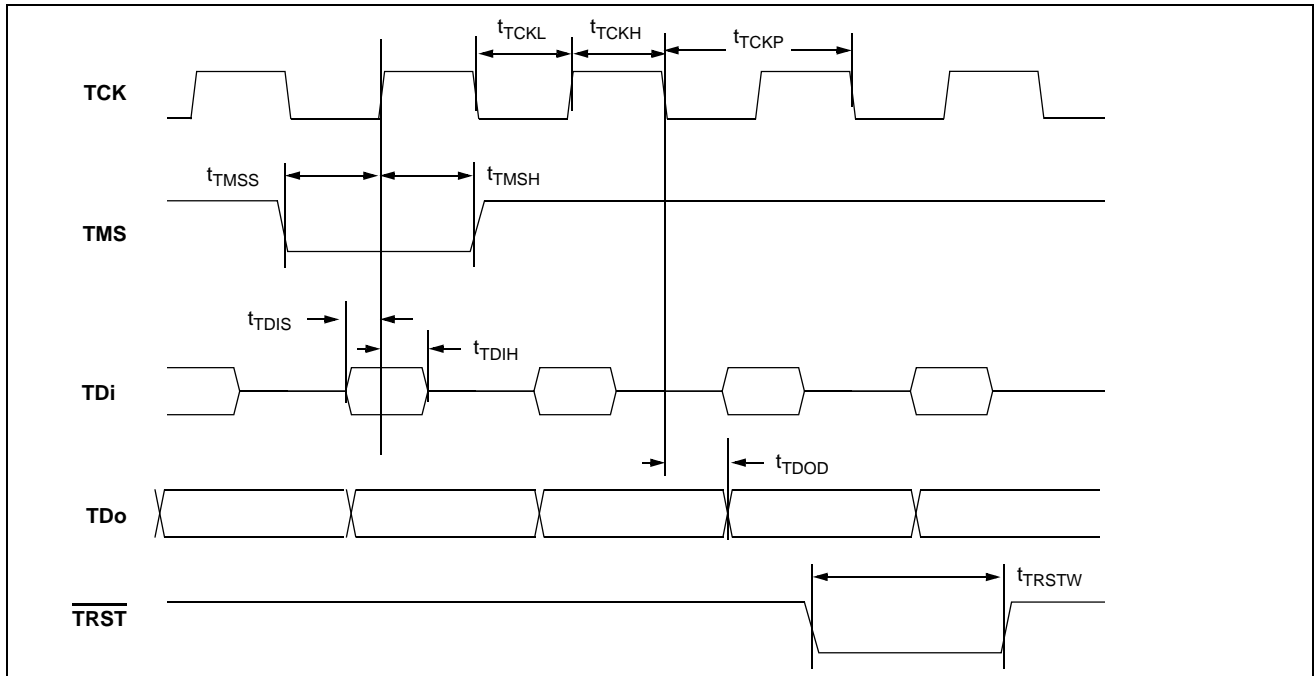 tTCKL tTCKH tTCKP
TCK
tTMSS tTMSH
TMS
tTDIS
tTDIH
TDi
tTDOD
TDo
tTRSTW
TRST